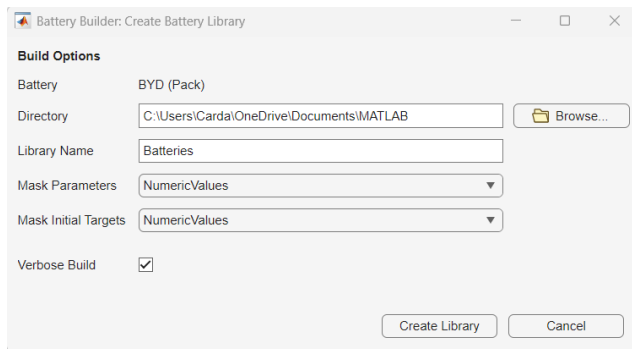 Battery Builder: Create Battery Library
Build Options
Battery BYD (Pack)
Directory C:\Users\Carda\OneDrive\Documents\MATLAB Browse...
Library Name Batteries
Mask Parameters NumericValues
Mask Initial Targets NumericValues
Verbose Build
Create Library Cancel